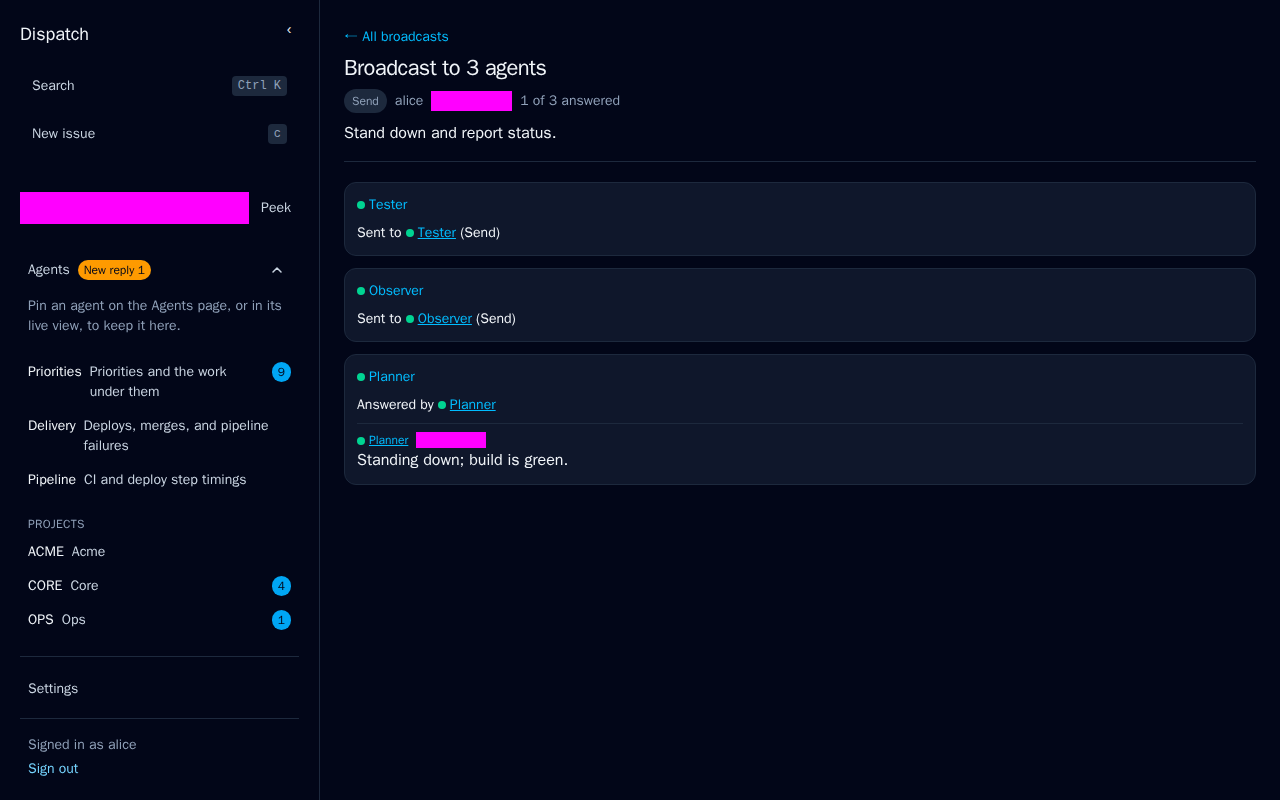 Dispatch
Search
Ctrl K
New issue
C
Peek
Agents New reply 1
Pin an agent on the Agents page, or in its
live view, to keep it here.
Priorities Priorities and the work
under them
9
Delivery Deploys, merges, and pipeline
failures
Pipeline CI and deploy step timings
PROJECTS
ACME Acme
CORE Core 4
OPS Ops 1
Settings
Signed in as alice
Sign out
← All broadcasts
Broadcast to 3 agents
Send alice 1 of 3 answered
Stand down and report status.
Tester
Sent to Tester (Send)
Observer
Sent to Observer (Send)
Planner
Answered by Planner
Planner
Standing down; build is green.